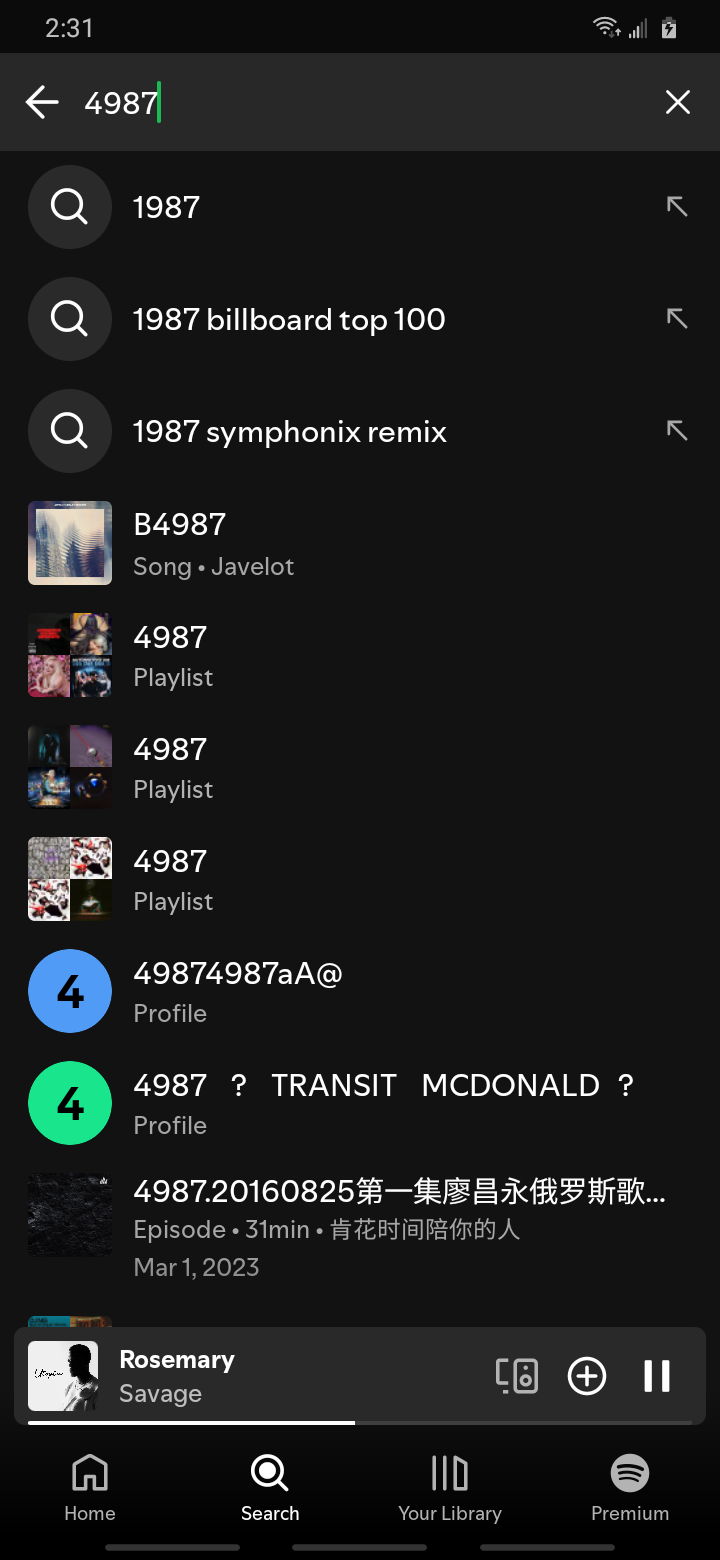 2:31
4987
1987
1987 billboard top 100
1987 symphonix remix
B4987
Song • Javelot
4987
Playlist
4987
Playlist
4987
Playlist
4
49874987aA@
Profile
4
4987 ? TRANSIT MCDONALD ?
Profile
4987.20160825第一集廖昌永俄罗斯歌...
Episode • 31min • 肯花时间陪你的人
Mar 1, 2023
Utopia
Rosemary
Savage
Home
Search
Your Library
Premium